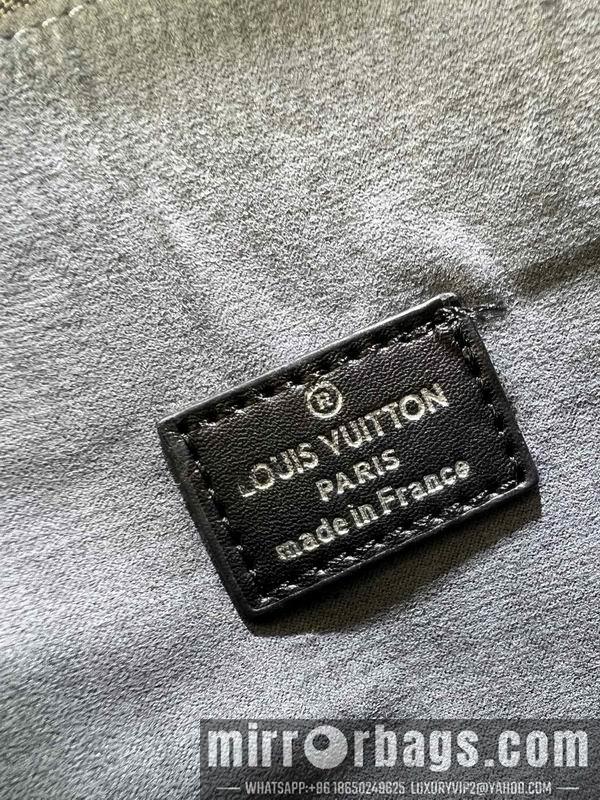 ®
LOUIS VUITTON
PARIS
made in France
mirrorbags.com
WHATSAPP:+86 18650249625 LUXURYVIP2@YAHOO.COM